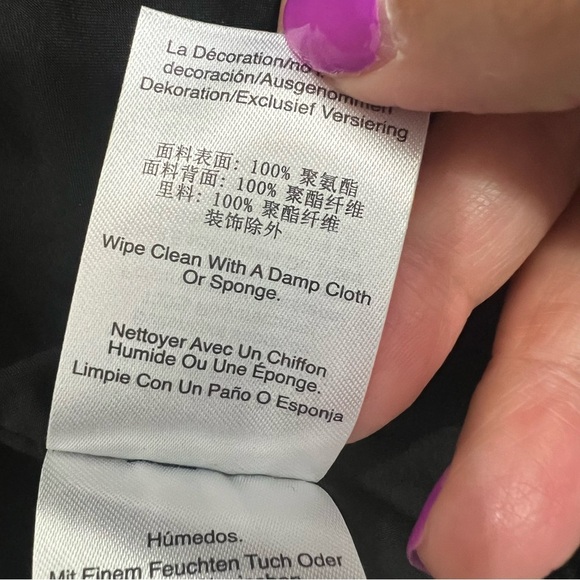 La Décoration/no
decoración/Ausgenommen
Dekoration/Exclusief Versiering
面料表面: 100% 聚氨酯
面料背面: 100% 聚酯纤维
里料: 100% 聚酯纤维
装饰除外
Wipe Clean With A Damp Cloth
Or Sponge.
Nettoyer Avec Un Chiffon
Humide Ou Une Éponge.
Limpie Con Un Paño O Esponja
Húmedos.
Mit Einem Feuchten Tuch Oder